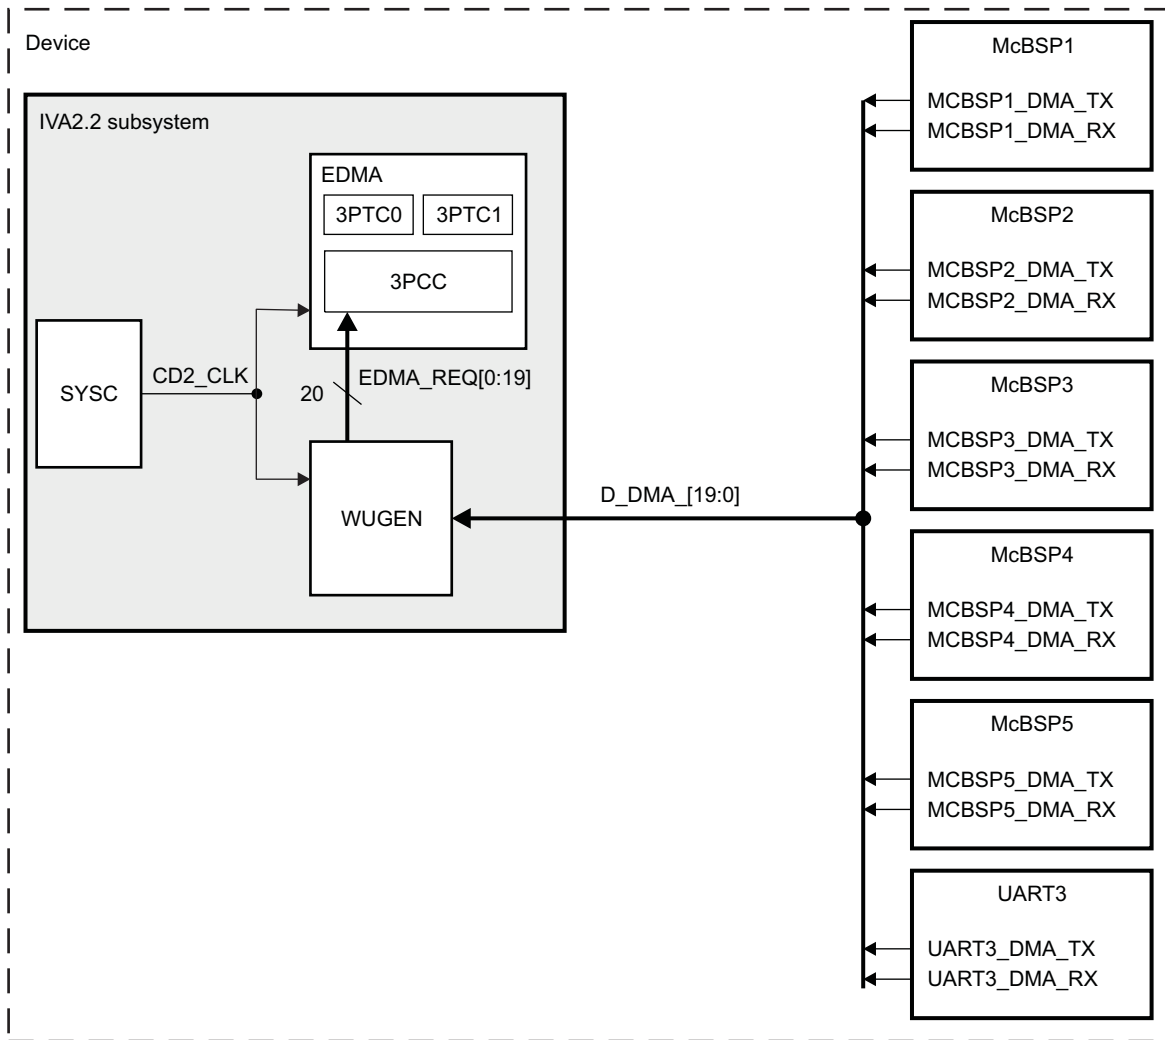 Device
IVA2.2 subsystem
EDMA
3PTC0
3PTC1
3PCC
SYSC
CD2_CLK
20
EDMA_REQ[0:19]
WUGEN
D_DMA_[19:0]
McBSP1
MCBSP1_DMA_TX
MCBSP1_DMA_RX
McBSP2
MCBSP2_DMA_TX
MCBSP2_DMA_RX
McBSP3
MCBSP3_DMA_TX
MCBSP3_DMA_RX
McBSP4
MCBSP4_DMA_TX
MCBSP4_DMA_RX
McBSP5
MCBSP5_DMA_TX
MCBSP5_DMA_RX
UART3
UART3_DMA_TX
UART3_DMA_RX